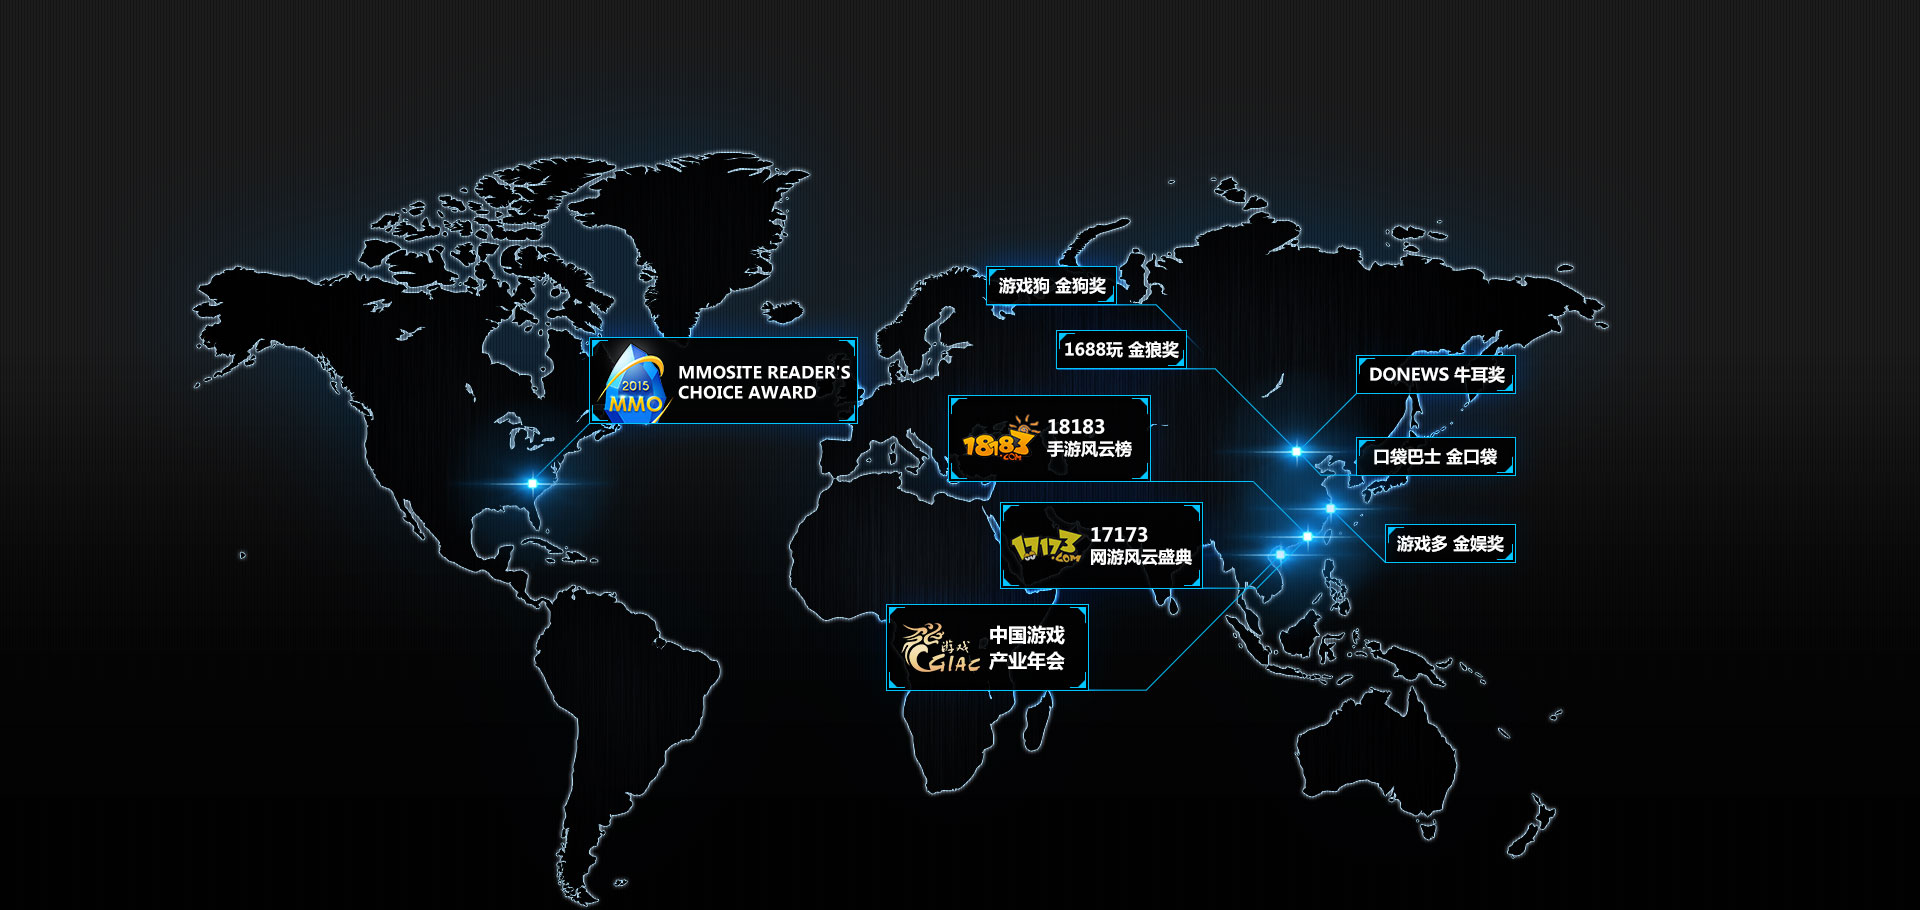 游戏狗 金狗奖
1688玩 金狼奖
2015
MMO
MMOSITE READER'S
CHOICE AWARD
DONEWS 牛耳奖
18183
.COM
18183
手游风云榜
口袋巴士 金口袋
17173
.COM
17173
网游风云盛典
游戏多 金娱奖
游戏
CGIAC
中国游戏
产业年会